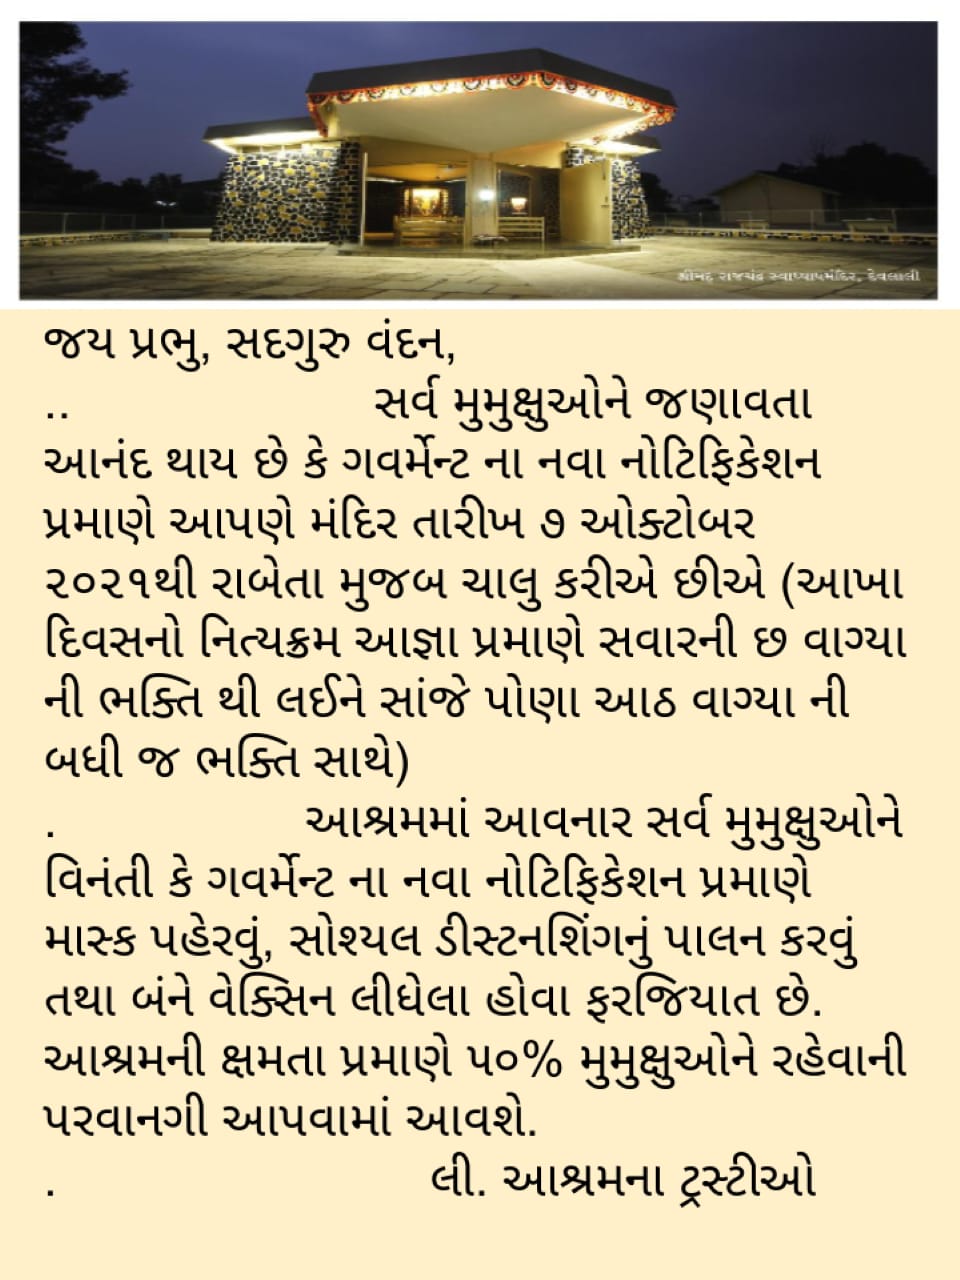 શ્રીમદ્ રાજચંદ્ર સ્વાધ્યાયમંદિર, દેવલાલી
જય પ્રભુ, સદગુરુ વંદન,
.. સર્વ મુમુક્ષુઓને જણાવતા
આનંદ થાય છે કે ગવર્મેન્ટ ના નવા નોટિફિકેશન
પ્રમાણે આપણે મંદિર તારીખ ૭ ઓક્ટોબર
૨૦૨૧થી રાબેતા મુજબ ચાલુ કરીએ છીએ (આખા
દિવસનો નિત્યક્રમ આજ્ઞા પ્રમાણે સવારની છ વાગ્યા
ની ભક્તિ થી લઈને સાંજે પોણા આઠ વાગ્યા ની
બધી જ ભક્તિ સાથે)
. આશ્રમમાં આવનાર સર્વ મુમુક્ષુઓને
વિનંતી કે ગવર્મેન્ટ ના નવા નોટિફિકેશન પ્રમાણે
માસ્ક પહેરવું, સોશ્યલ ડીસ્ટનશિંગનું પાલન કરવું
તથા બંને વેક્સિન લીધેલા હોવા ફરજિયાત છે.
આશ્રમની ક્ષમતા પ્રમાણે ૫૦% મુમુક્ષુઓને રહેવાની
પરવાનગી આપવામાં આવશે.
. લી. આશ્રમના ટ્રસ્ટીઓ